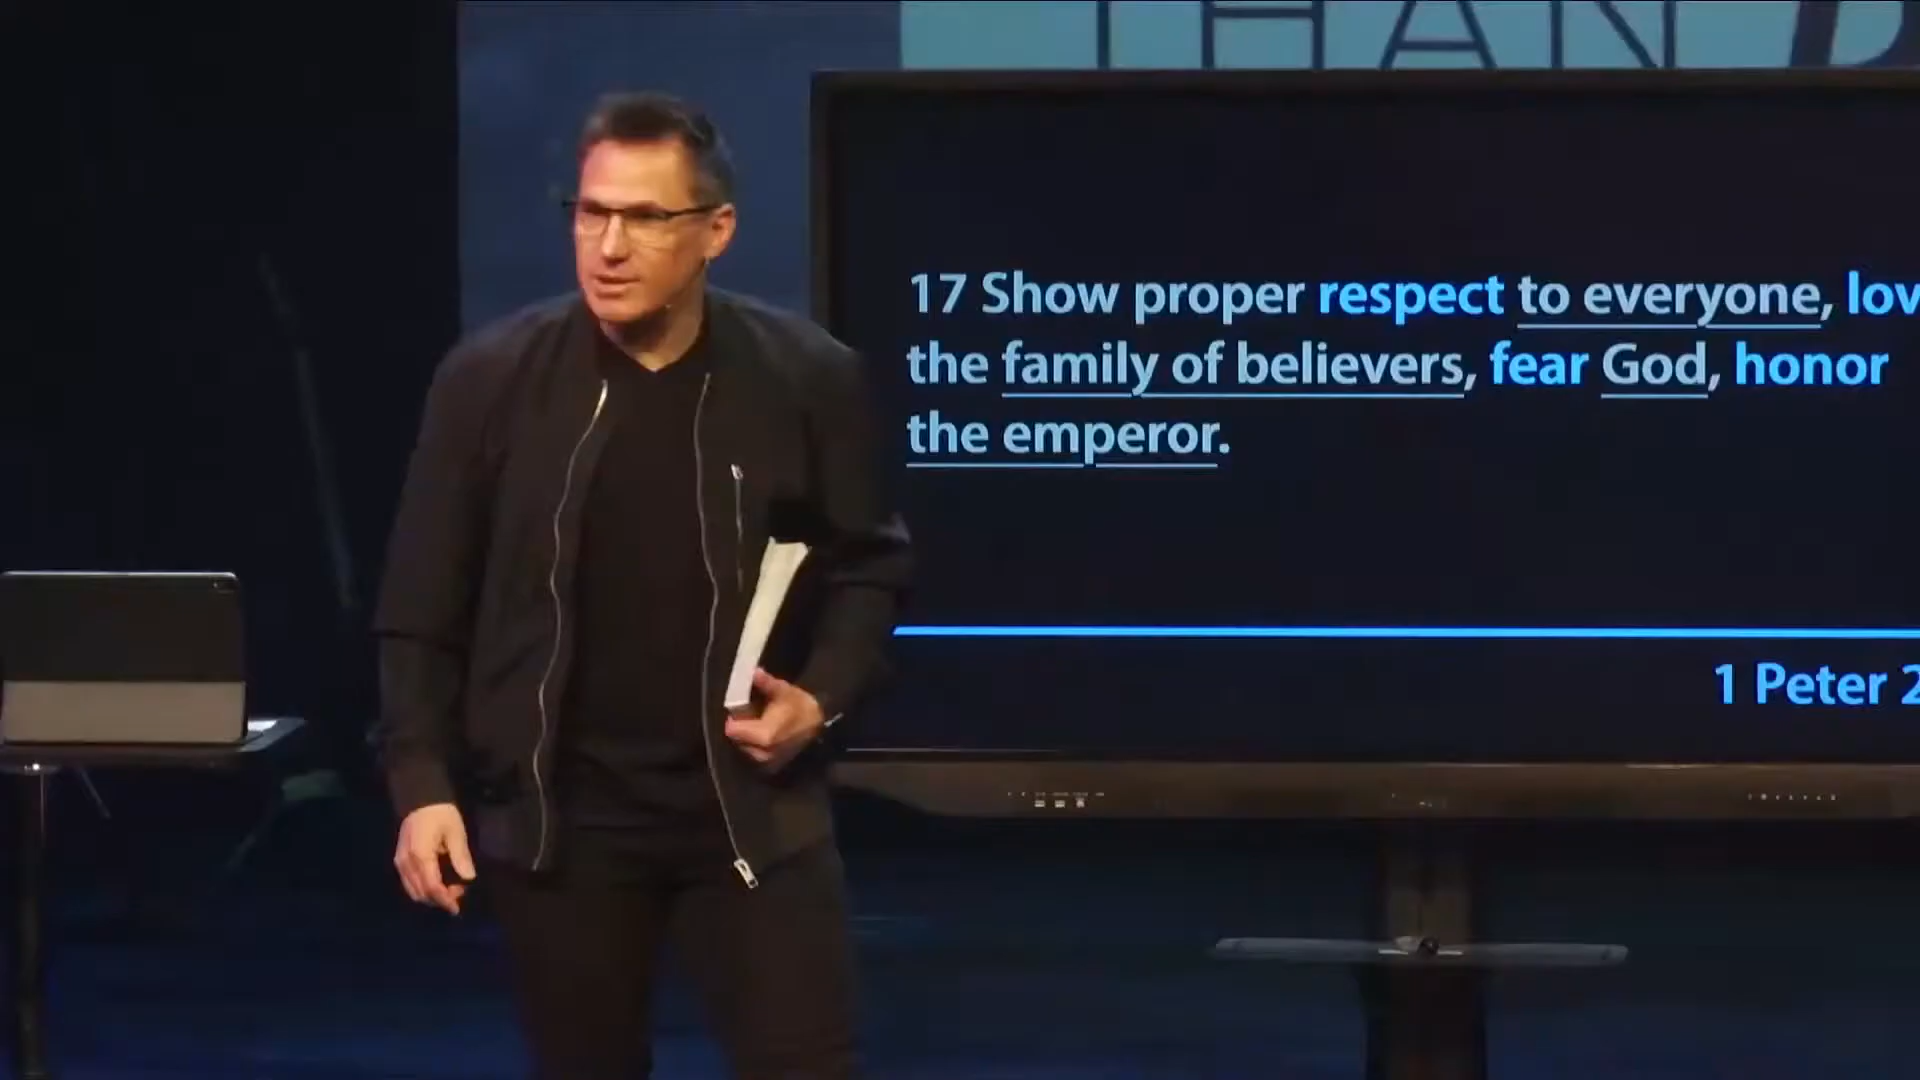 THAN
17 Show proper respect to everyone, lov
the family of believers, fear God, honor
the emperor.
1 Peter 2